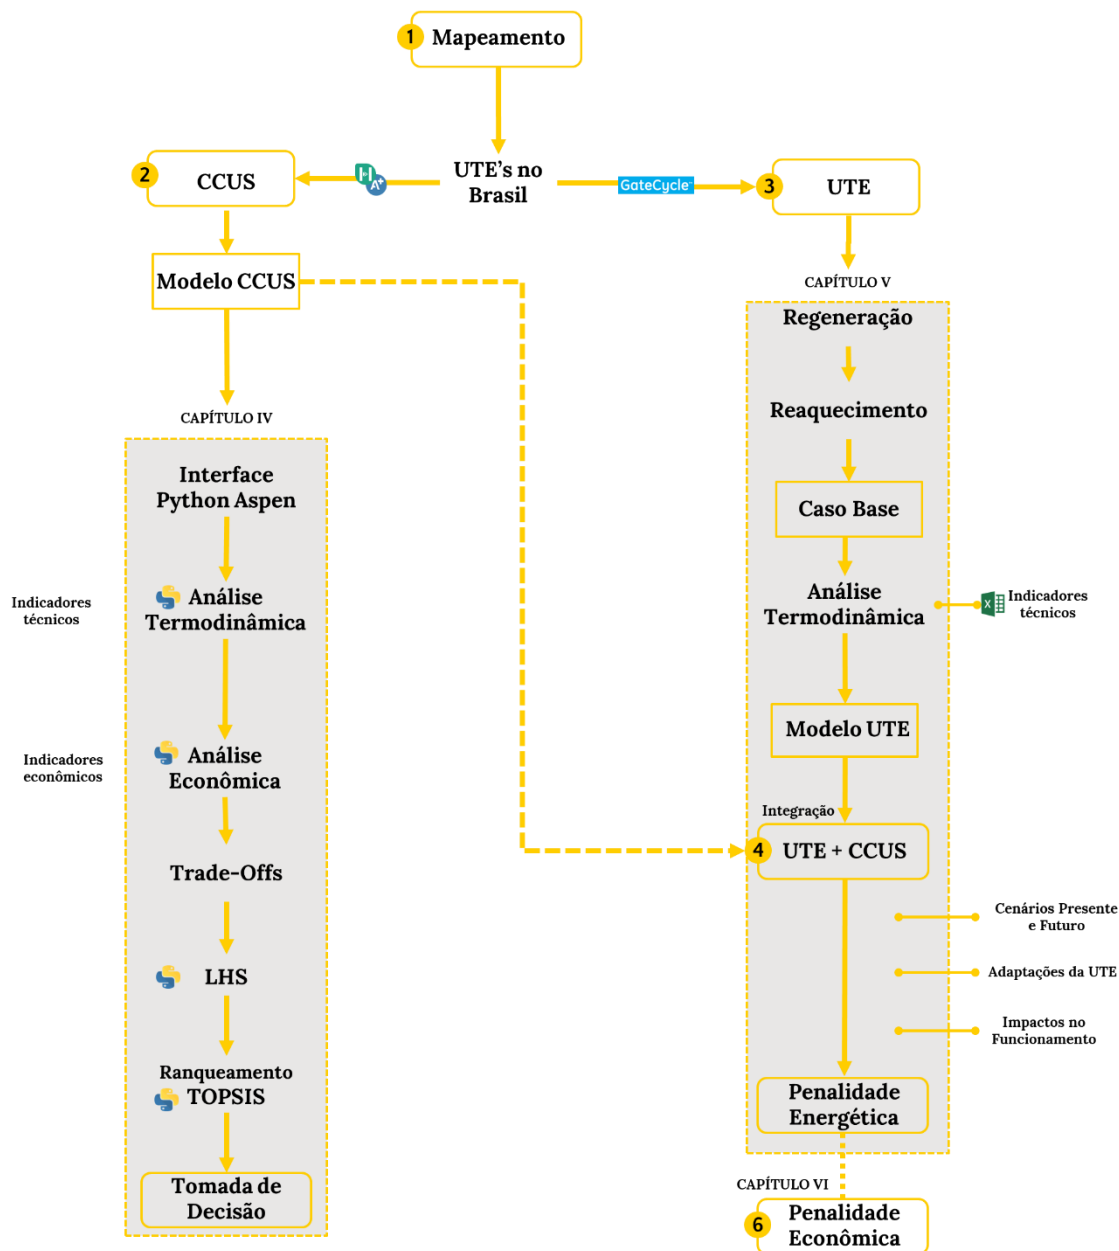 1
Mapeamento
2
CCUS
H
A+
UTE's no
Brasil
GateCycle
3
UTE
Modelo CCUS
CAPÍTULO IV
Interface
Python Aspen
Indicadores
técnicos
Análise
Termodinâmica
Indicadores
econômicos
Análise
Econômica
Trade-Offs
LHS
Ranqueamento
TOPSIS
Tomada de
Decisão
CAPÍTULO V
Regeneração
Reaquecimento
Caso Base
Análise
Termodinâmica
X
Indicadores
técnicos
Modelo UTE
Integração
4
UTE + CCUS
Cenários Presente
e Futuro
Adaptações da UTE
Impactos no
Funcionamento
Penalidade
Energética
CAPÍTULO VI
6
Penalidade
Econômica